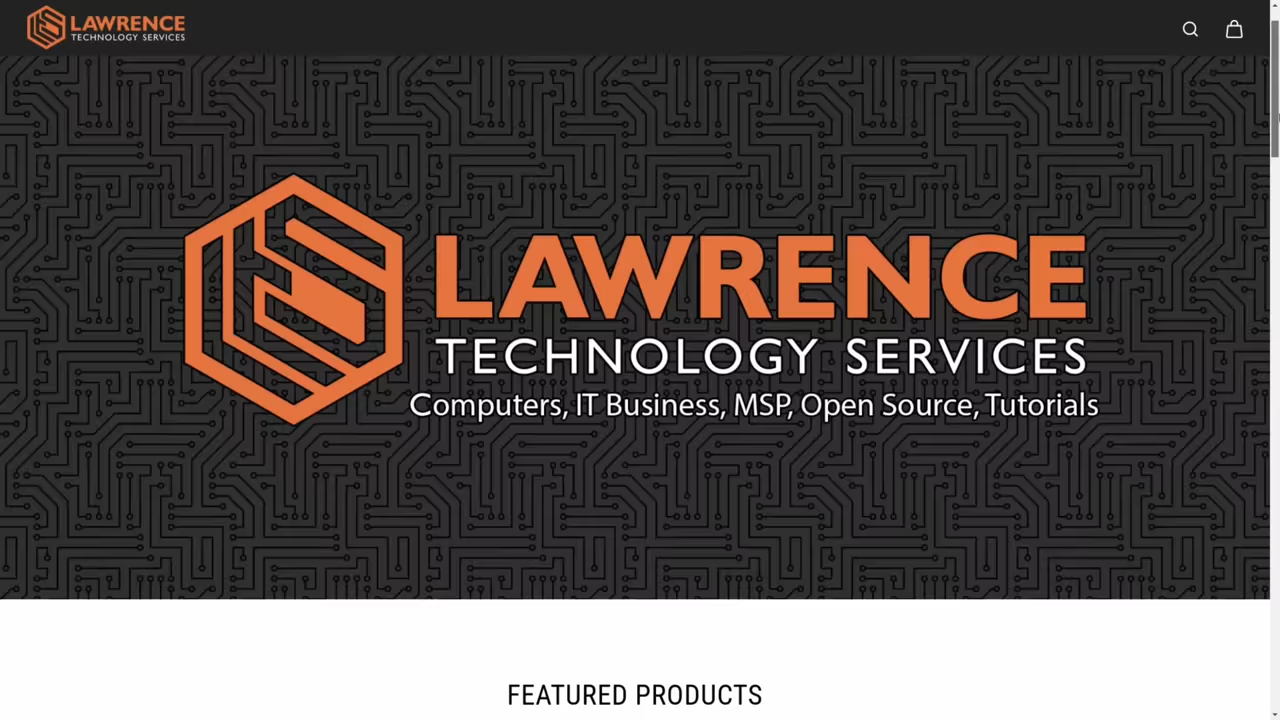 LAWRENCE
TECHNOLOGY SERVICES
LAWRENCE
TECHNOLOGY SERVICES
Computers, IT Business, MSP, Open Source, Tutorials
FEATURED PRODUCTS